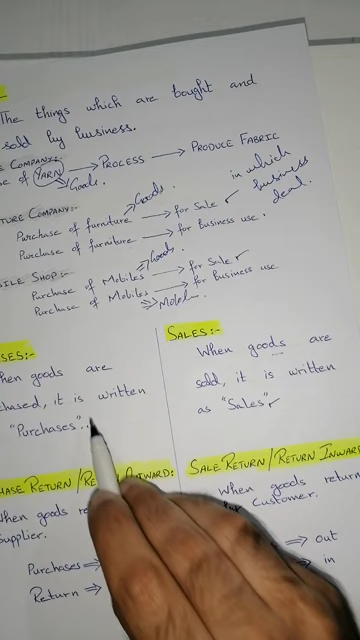 The things which are bought and
sold by business.
COMPANY:-
of YARN → PROCESS → PRODUCE FABRIC
Goods.
in which
business
deal.
TURE COMPANY:-
Goods.
Purchase of furniture → for Sale ✓
Purchase of furniture → for Business use.
ILE SHOP:-
Goods.
Purchase of Mobiles → for Sale ✓
Purchase of Mobiles → for Business use
SES:-
hen goods are
chased, it is written
"Purchases".
SALES:-
When goods are
sold, it is written
as "Sales" ✓
HASE RETURN/RE OUTWARD:
When goods re
Supplier.
Purchases ⇒
Return ⇒
SALE RETURN/RETURN INWARD
When goods return
Customer.
⇒ out
⇒ in